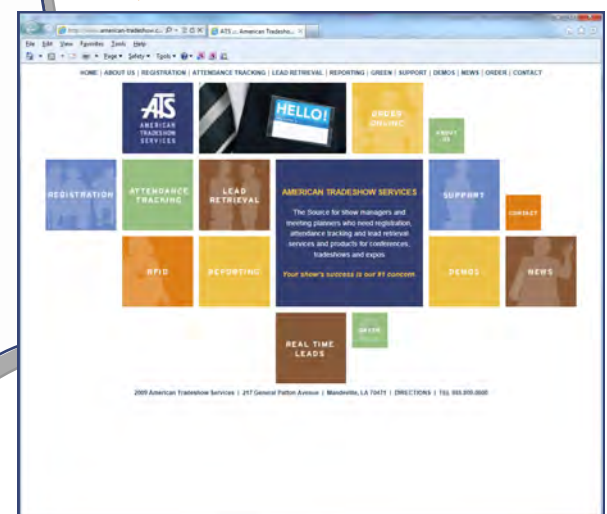 http://www.american-tradeshow.c
ATS ::. American Tradesho...
File Edit View Favorites Tools Help
Page Safety Tools
HOME | ABOUT US | REGISTRATION | ATTENDANCE TRACKING | LEAD RETRIEVAL | REPORTING | GREEN | SUPPORT | DEMOS | NEWS | ORDER | CONTACT
ATS
AMERICAN
TRADESHOW
SERVICES
HELLO!
ORDER
ONLINE
ABOUT
US
REGISTRATION
ATTENDANCE
TRACKING
LEAD
RETRIEVAL
AMERICAN TRADESHOW SERVICES
The Source for show managers and
meeting planners who need registration,
attendance tracking and lead retrieval
services and products for conferences,
tradeshows and expos
Your show's success is our #1 concern
SUPPORT
CONTACT
RFID
REPORTING
DEMOS
NEWS
REAL TIME
LEADS
GREEN
2009 American Tradeshow Services | 217 General Patton Avenue | Mandeville, LA 70471 | DIRECTIONS | TEL